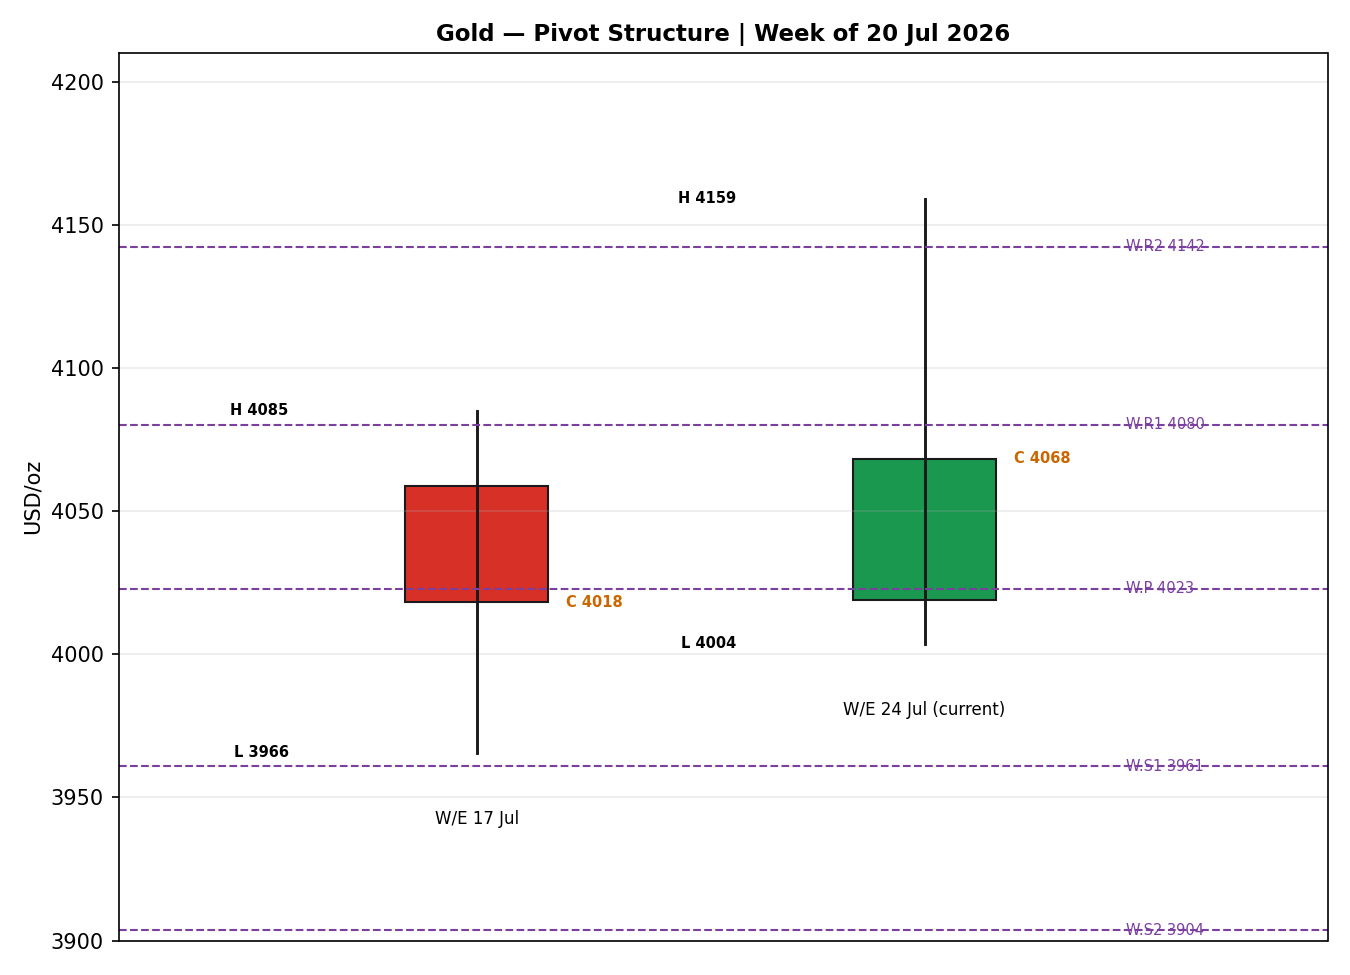 Gold — Pivot Structure | Week of 20 Jul 2026
4200
H 4159
4150
W.R2 4142
4100
H 4085
W.R1 4080
C 4068
USD/oz
4050
W.P 4023
C 4018
4000
L 4004
W/E 24 Jul (current)
L 3966
W.S1 3961
3950
W/E 17 Jul
W.S2 3904
3900